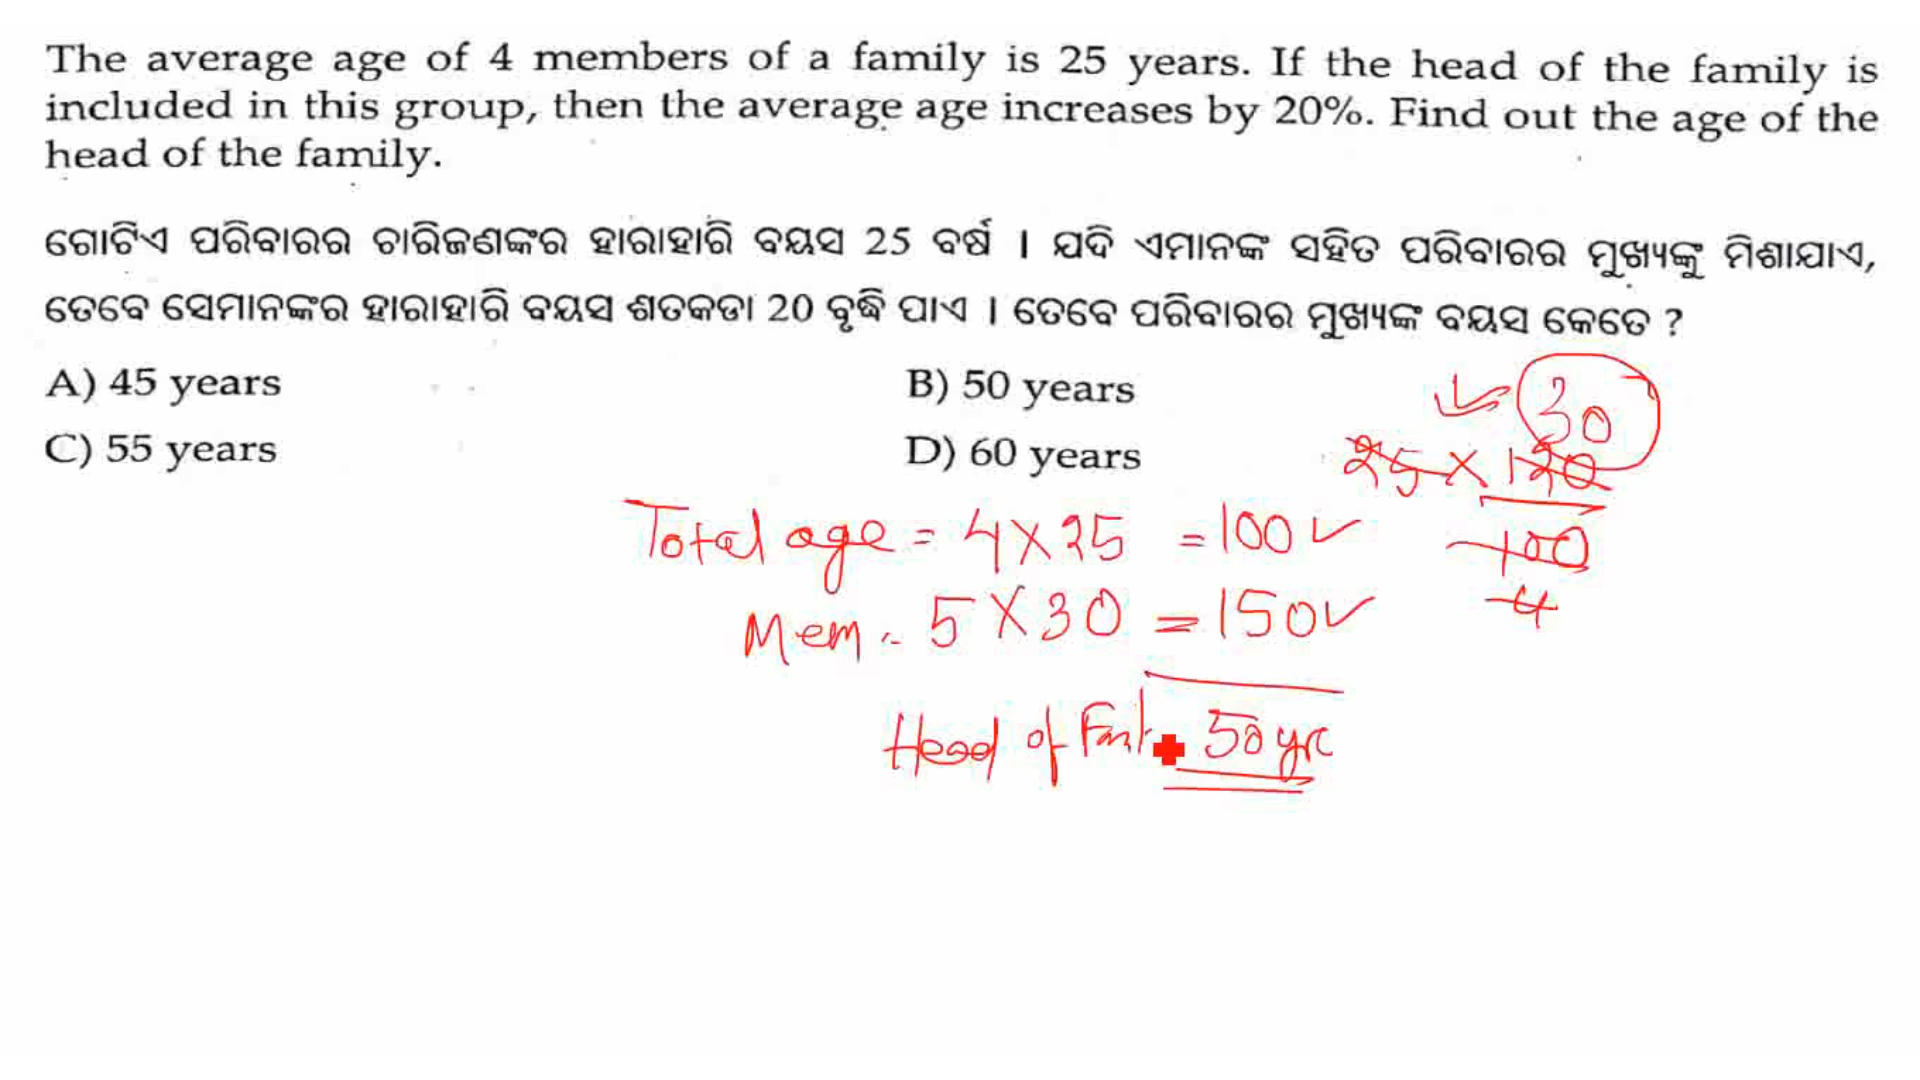 The average age of 4 members of a family is 25 years. If the head of the family is
included in this group, then the average age increases by 20%. Find out the age of the
head of the family.
ଗୋଟିଏ ପରିବାରର ଚାରିଜଣଙ୍କର ହାରାହାରି ବୟସ 25 ବର୍ଷ । ଯଦି ଏମାନଙ୍କ ସହିତ ପରିବାରର ମୁଖ୍ୟଙ୍କୁ ମିଶାଯାଏ,
ତେବେ ସେମାନଙ୍କର ହାରାହାରି ବୟସ ଶତକଡା 20 ବୃଦ୍ଧି ପାଏ । ତେବେ ପରିବାରର ମୁଖ୍ୟଙ୍କ ବୟସ କେତେ ?
A) 45 years B) 50 years
C) 55 years D) 60 years
30
25 X 120
100
4
Total age = 4 X 25 = 100 ✓
Mem. - 5 X 30 = 150 ✓
Head of 50 yrs